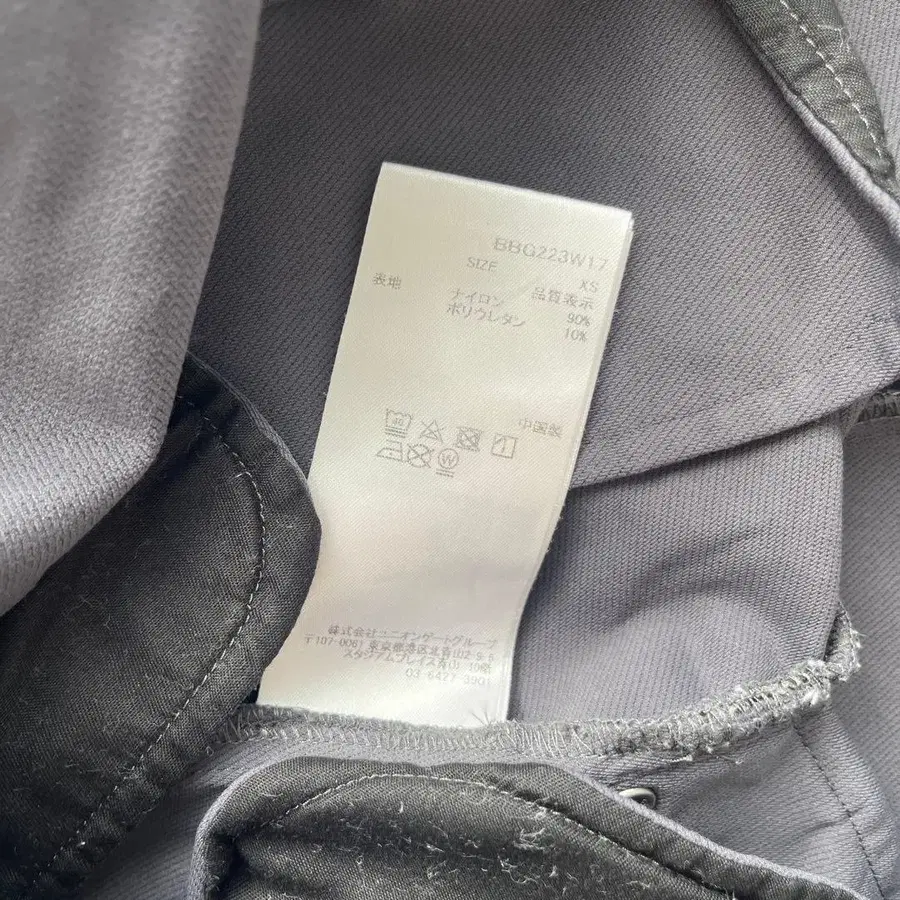 BBG223W17
SIZE XS
品質表示
表地 ナイロン 90%
ポリウレタン 10%
中国製
W
株式会社ユニオンゲートグループ
〒107-0061 東京都港区北青山2-9-5
スタジアムプレイス青山 10階
03-6427-3901